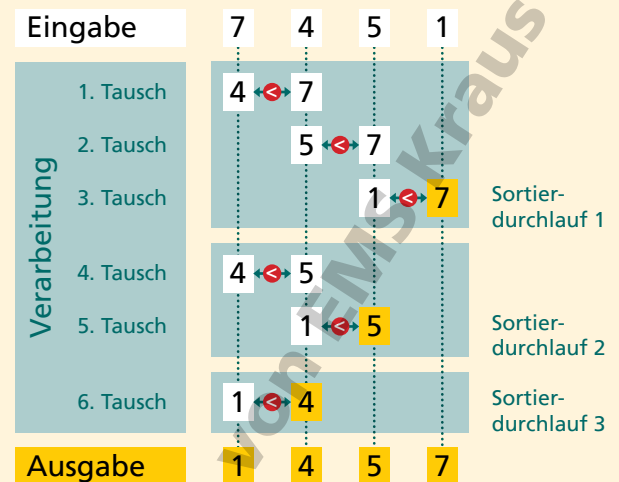 Eingabe 7 4 5 1
Verarbeitung
1. Tausch 4 < 7
2. Tausch 5 < 7
3. Tausch 1 < 7
Sortier-
durchlauf 1
4. Tausch 4 < 5
5. Tausch 1 < 5
Sortier-
durchlauf 2
6. Tausch 1 < 4
Sortier-
durchlauf 3
Ausgabe 1 4 5 7
von EMS Kraus